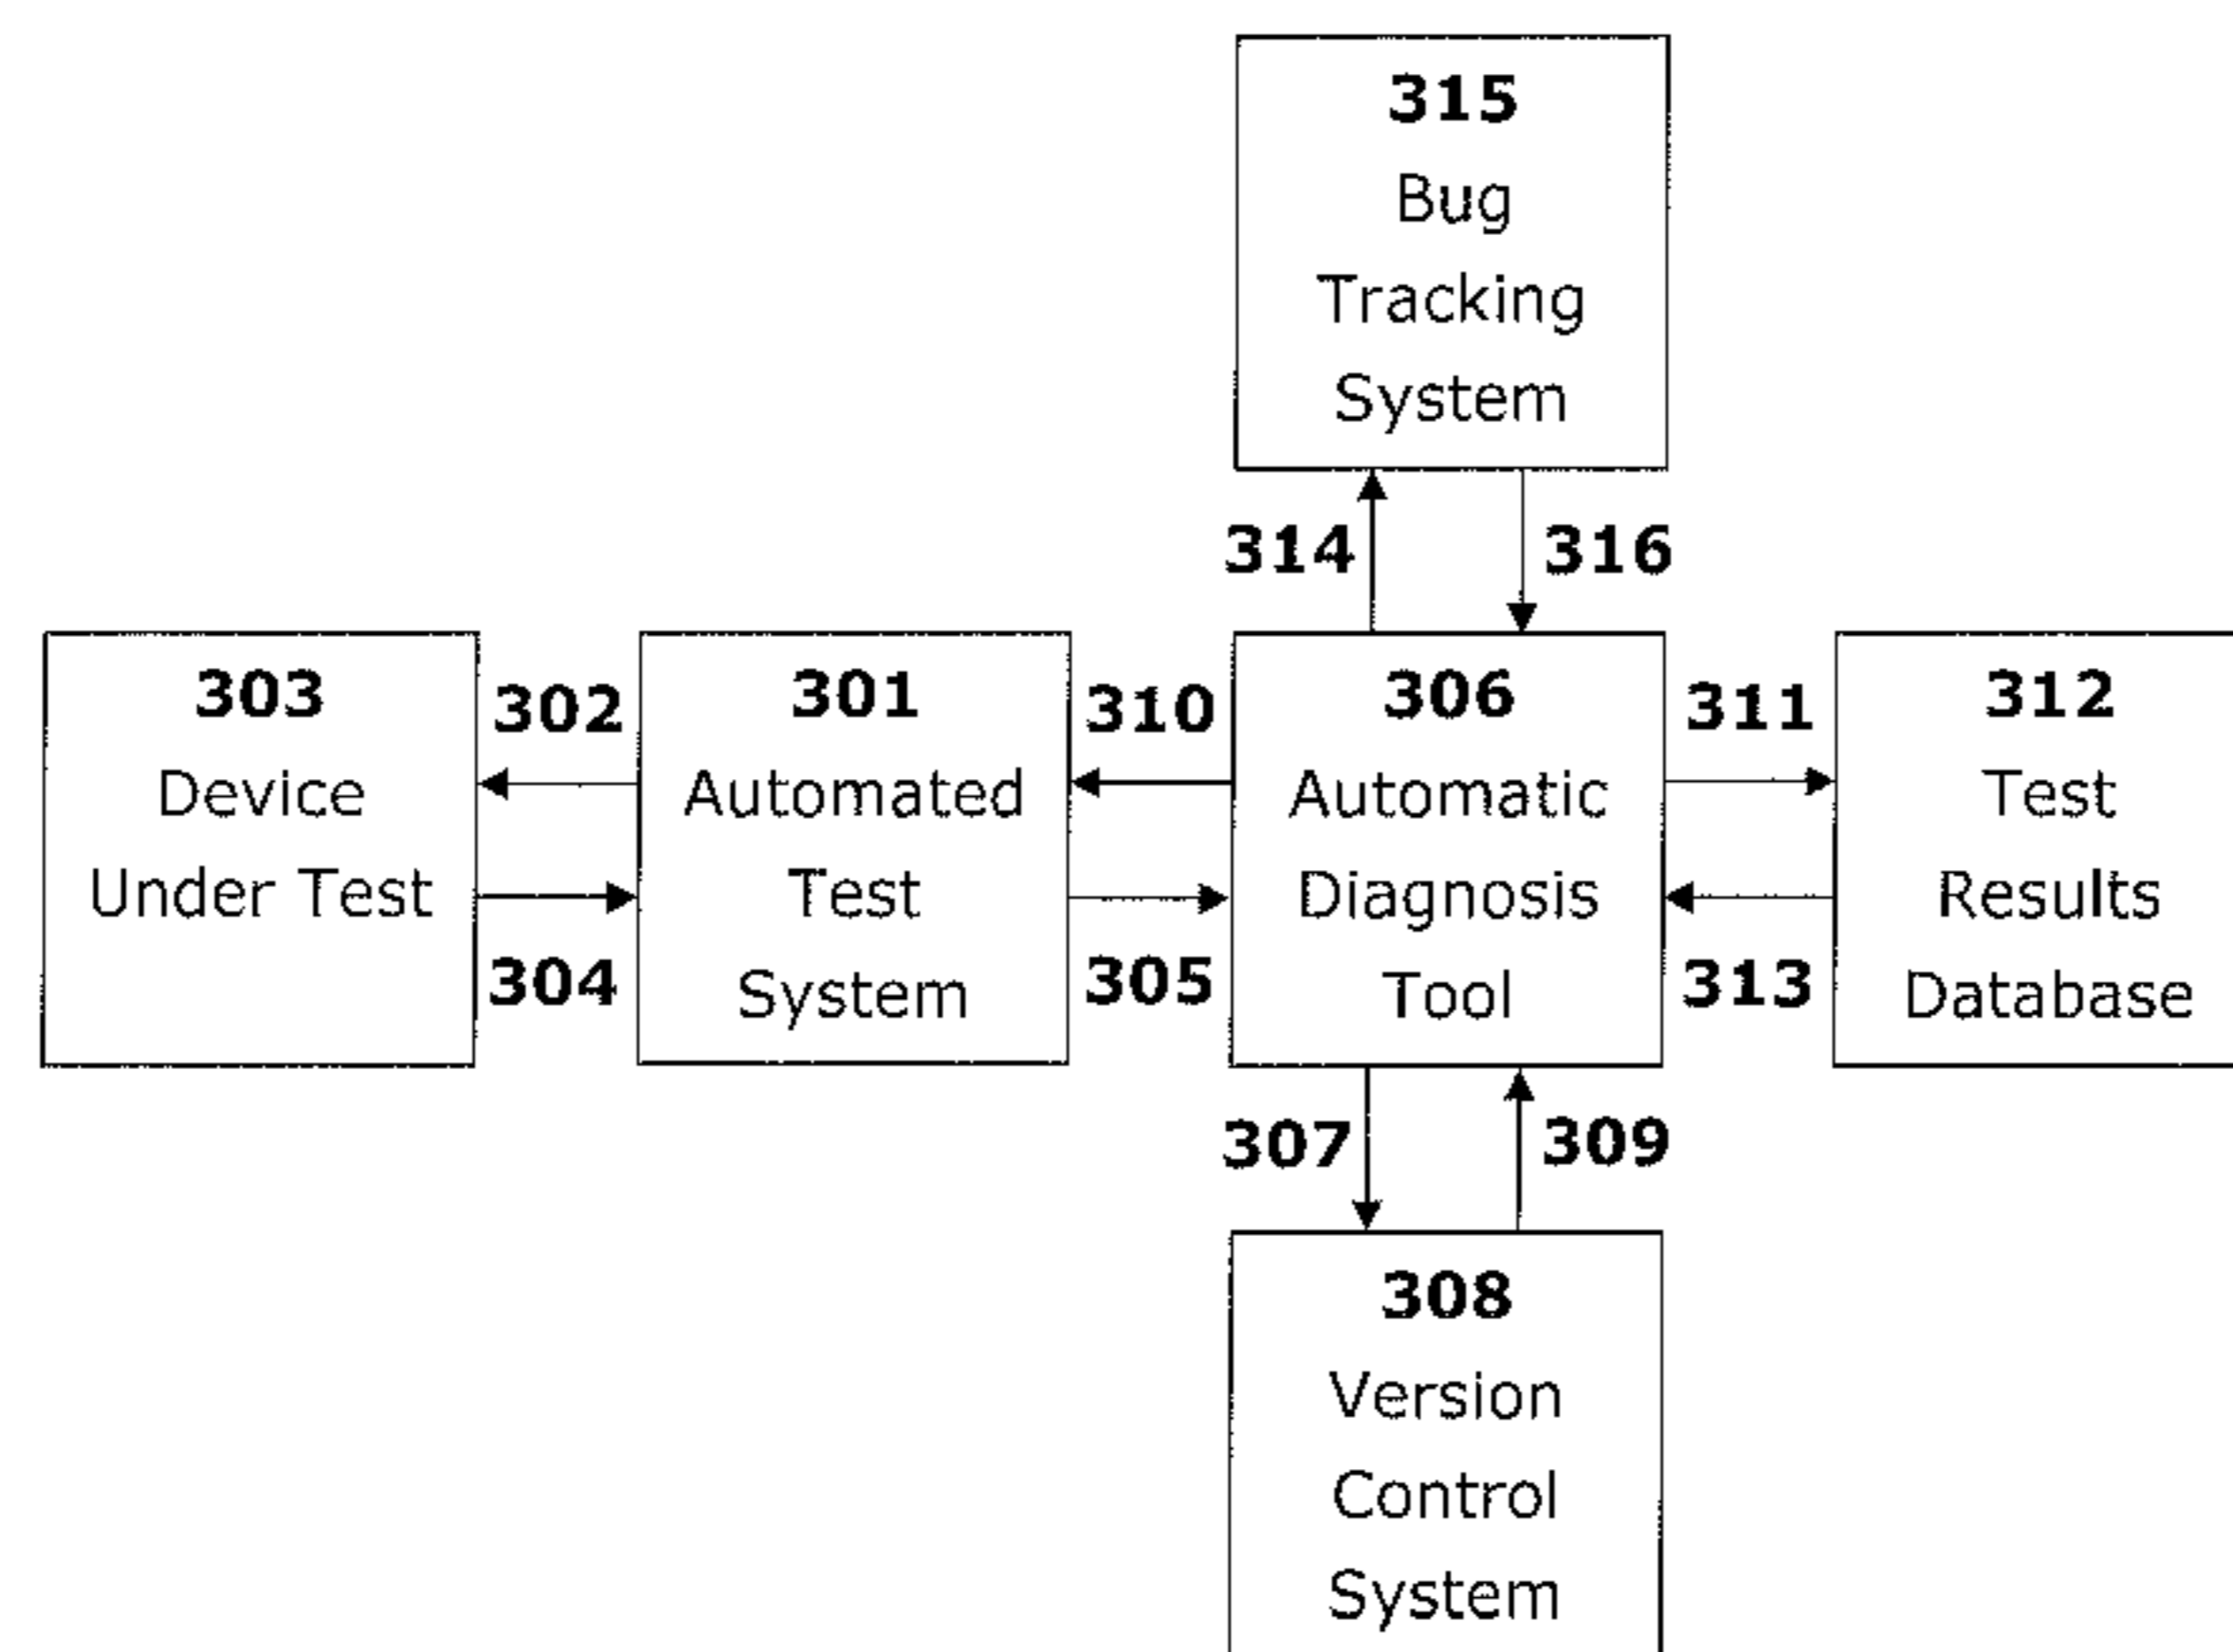 315
Bug
Tracking
System
314
316
303
Device
Under Test
302
304
301
Automated
Test
System
310
305
306
Automatic
Diagnosis
Tool
311
313
312
Test
Results
Database
307
309
308
Version
Control
System